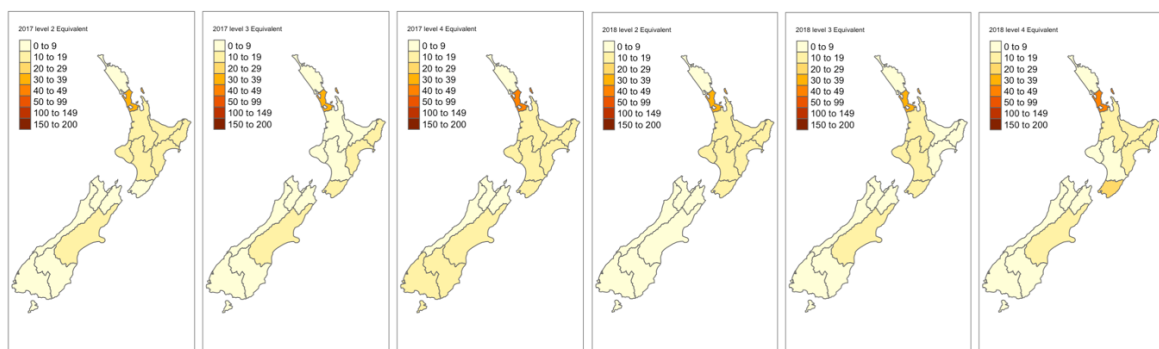 2017 level 2 Equivalent
0 to 9
10 to 19
20 to 29
30 to 39
40 to 49
50 to 99
100 to 149
150 to 200
2017 level 3 Equivalent
0 to 9
10 to 19
20 to 29
30 to 39
40 to 49
50 to 99
100 to 149
150 to 200
2017 level 4 Equivalent
0 to 9
10 to 19
20 to 29
30 to 39
40 to 49
50 to 99
100 to 149
150 to 200
2018 level 2 Equivalent
0 to 9
10 to 19
20 to 29
30 to 39
40 to 49
50 to 99
100 to 149
150 to 200
2018 level 3 Equivalent
0 to 9
10 to 19
20 to 29
30 to 39
40 to 49
50 to 99
100 to 149
150 to 200
2018 level 4 Equivalent
0 to 9
10 to 19
20 to 29
30 to 39
40 to 49
50 to 99
100 to 149
150 to 200